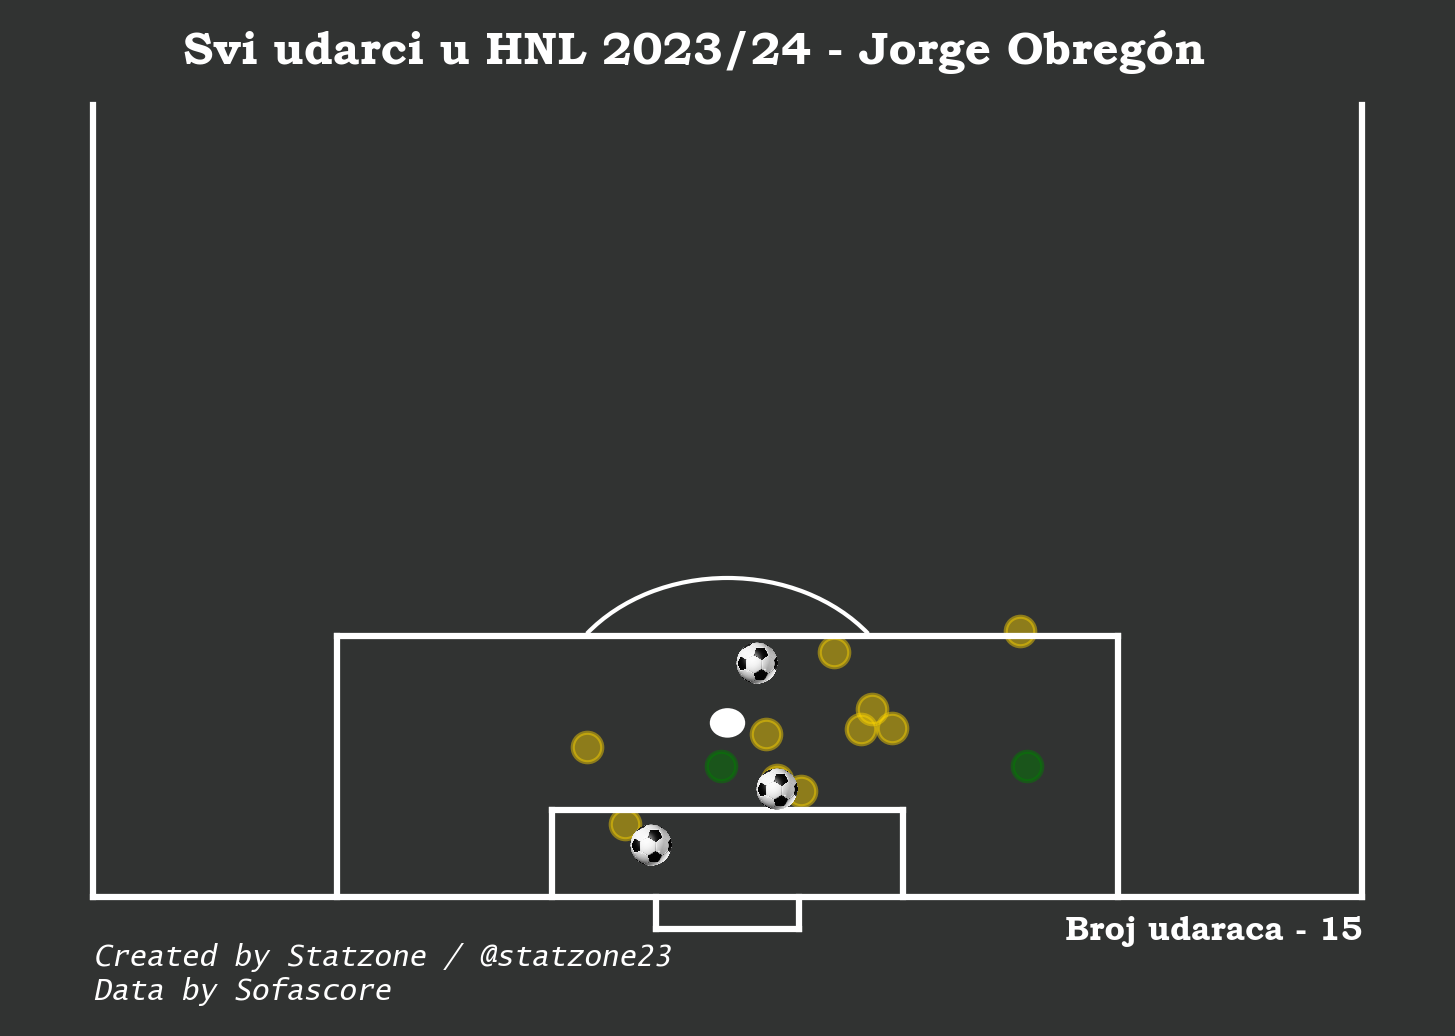 Svi udarci u HNL 2023/24 - Jorge Obregón
Broj udaraca - 15
Created by Statzone / @statzone23
Data by Sofascore